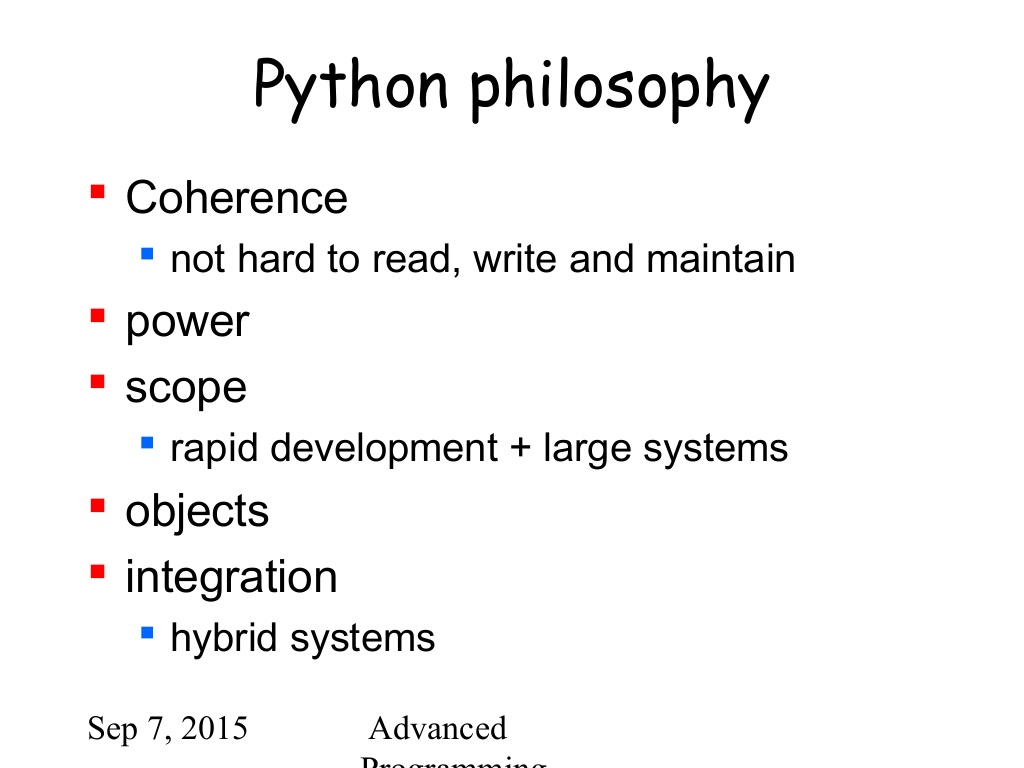 Python philosophy
Coherence
not hard to read, write and maintain
power
scope
rapid development + large systems
objects
integration
hybrid systems
Sep 7, 2015 Advanced
Programming